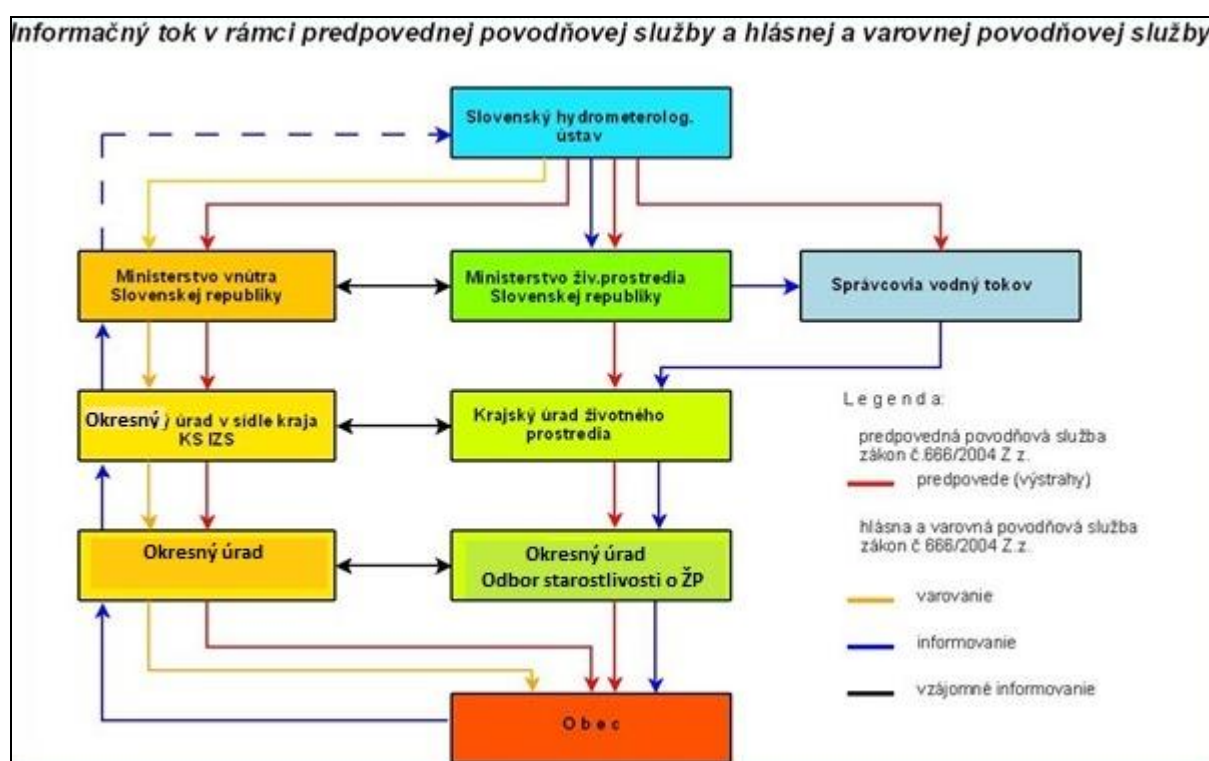 Informačný tok v rámci predpovednej povodňovej služby a hlásnej a varovnej povodňovej služby
Slovenský hydrometerolog.
ústav
Ministerstvo vnútra
Slovenskej republiky
Ministerstvo živ.prostredia
Slovenskej republiky
Správcovia vodný tokov
Okresný úrad v sídle kraja
KS IZS
Krajský úrad životného
prostredia
Okresný úrad
Okresný úrad
Odbor starostlivosti o ŽP
O b e c
L e g e n d a:
predpovedná povodňová služba
zákon č.666/2004 Z z.
predpovede (výstrahy)
hlásna a varovná povodňová služba
zákon č.666/2004 Z.z.
varovanie
informovanie
vzájomné informovanie